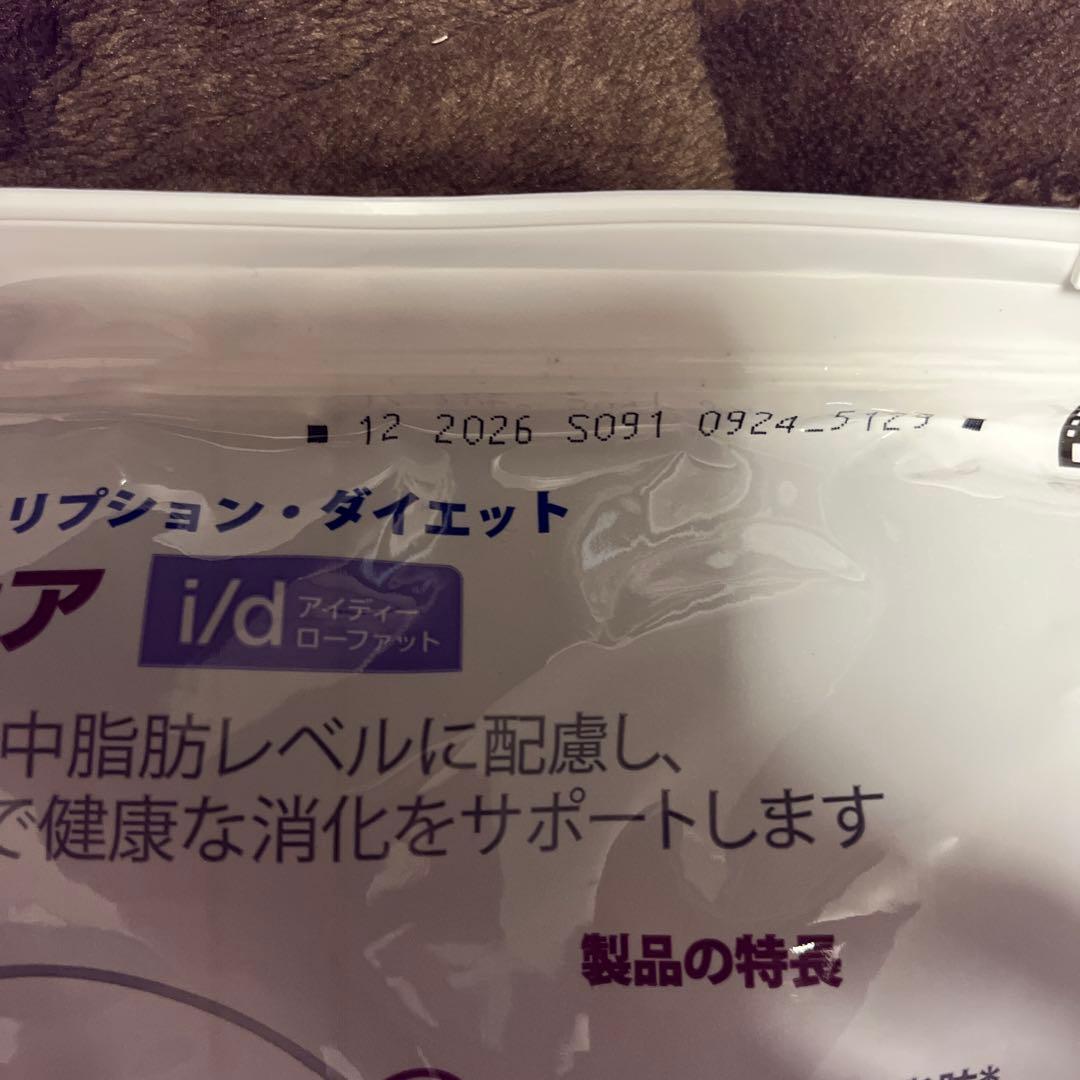 12 2026 S091 0924_5123
リプション・ダイエット
ア
i/d アイディー
ローファット
中脂肪レベルに配慮し、
で健康な消化をサポートします
製品の特長